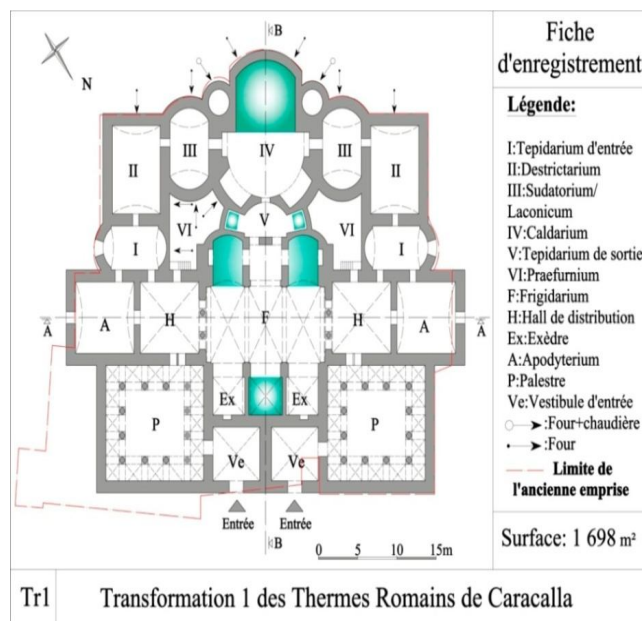 B
N
III
III
II
IV
II
V
VI
VI
I
I
A
A
A
H
F
H
A
Ex
Ex
P
P
Ve
Ve
Entrée
Entrée
B
0 5 10 15m
Fiche
d'enregistrement
Légende:
I:Tepidarium d'entrée
II:Destrictarium
III:Sudatorium/
Laconicum
IV:Caldarium
V:Tepidarium de sortie
VI:Praefurnium
F:Frigidarium
H:Hall de distribution
Ex:Exèdre
A:Apodyterium
P:Palestre
Ve:Vestibule d'entrée
:Four+chaudière
:Four
Limite de
l'ancienne emprise
Surface: 1 698 m²
Tr1 Transformation 1 des Thermes Romains de Caracalla